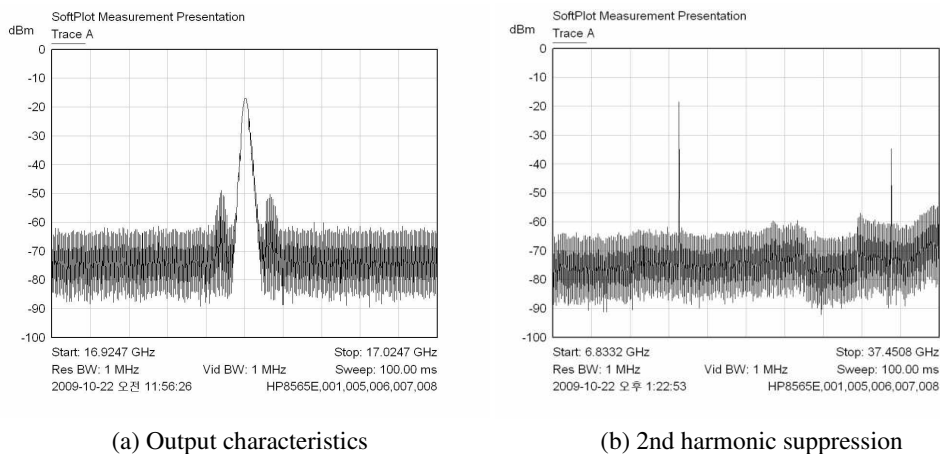 SoftPlot Measurement Presentation
dBm
Trace A
0
-10
-20
-30
-40
-50
-60
-70
-80
-90
-100
Start: 16.9247 GHz Stop: 17.0247 GHz
Res BW: 1 MHz Vid BW: 1 MHz Sweep: 100.00 ms
2009-10-22 오전 11:56:26 HP8565E,001,005,006,007,008
(a) Output characteristics
SoftPlot Measurement Presentation
dBm
Trace A
0
-10
-20
-30
-40
-50
-60
-70
-80
-90
-100
Start: 6.8332 GHz Stop: 37.4508 GHz
Res BW: 1 MHz Vid BW: 1 MHz Sweep: 100.00 ms
2009-10-22 오후 1:22:53 HP8565E,001,005,006,007,008
(b) 2nd harmonic suppression